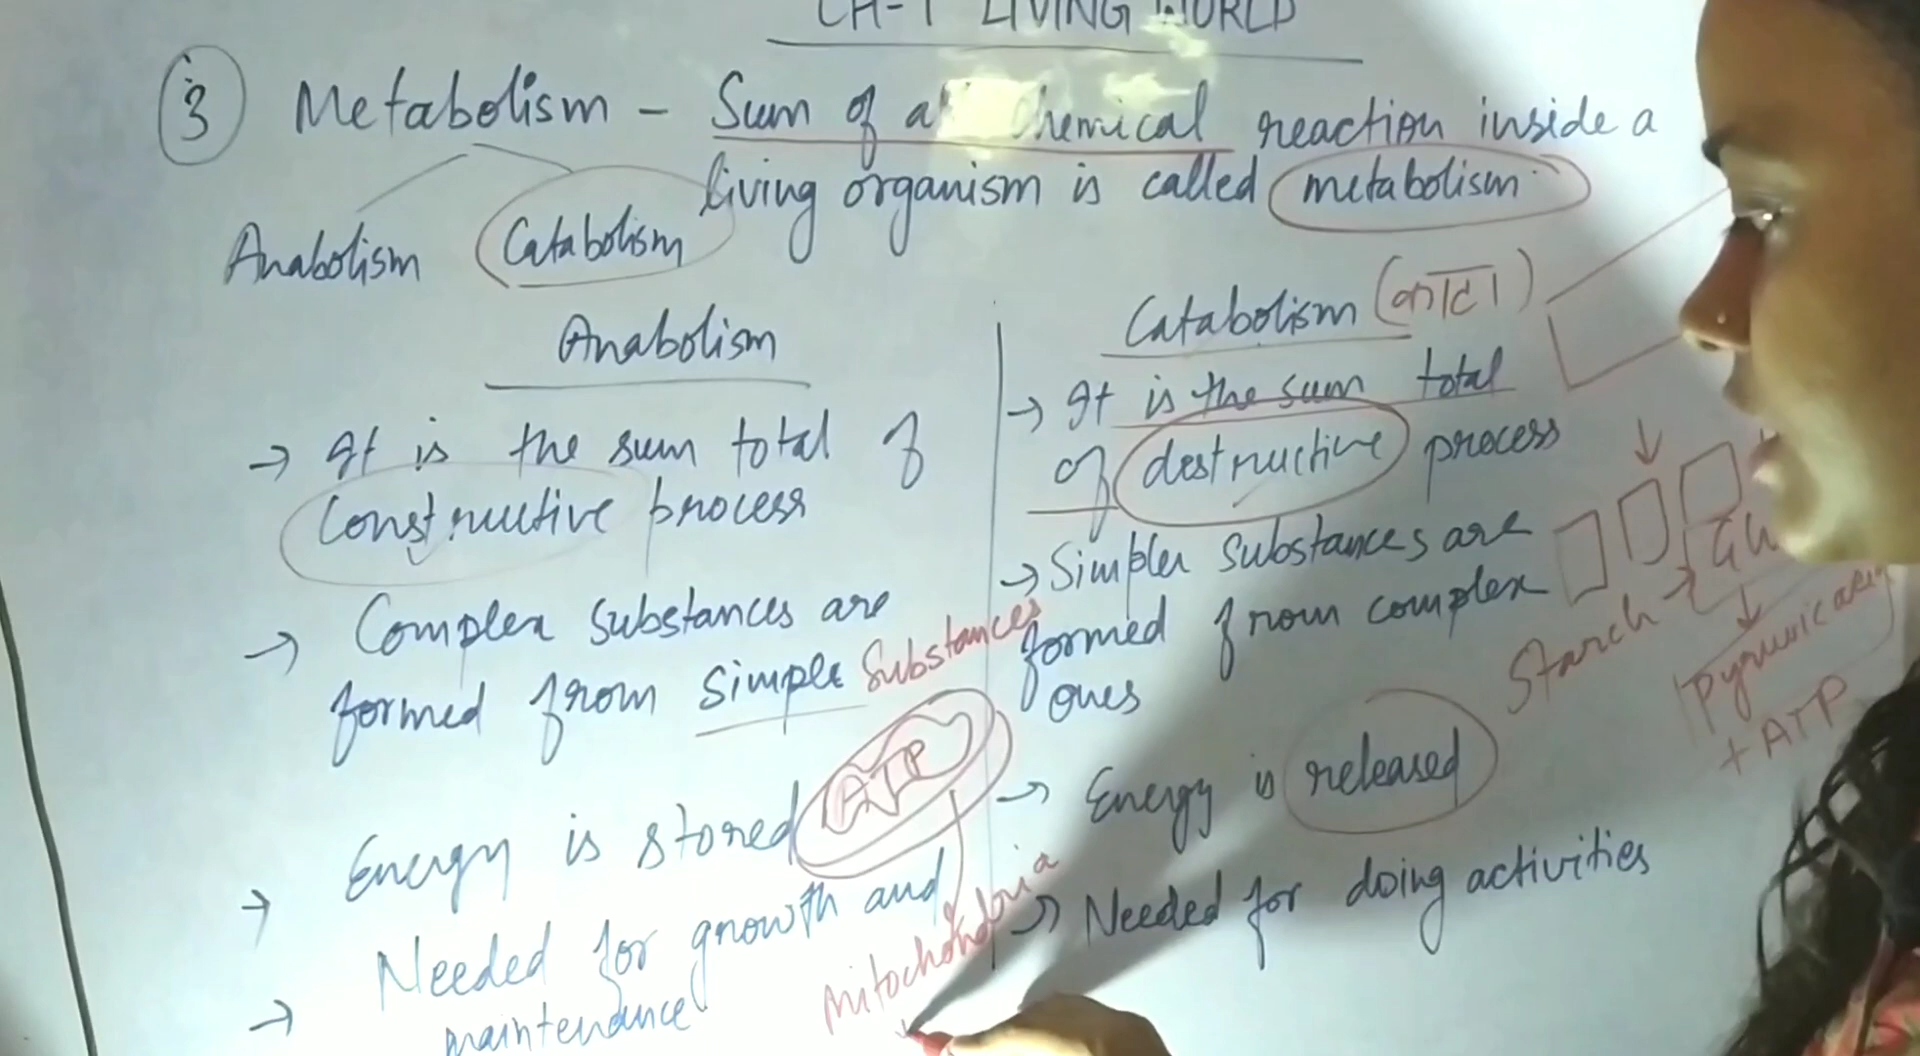 CH-1 LIVING WORLD
3 Metabolism - Sum of a chemical reaction inside a
living organism is called metabolism.
Anabolism Catabolism
Anabolism
→ It is the sum total of
constructive process
→ Complex substances are
formed from simple substances
→ Energy is stored ATP
→ Needed for growth and
maintenance
mitochondria
Catabolism (काटा)
→ It is the sum total
of destructive process
→ Simpler substances are
formed from complex
ones
→ Energy is released
→ Needed for doing activities
Starch →
Pyruvic
+ ATP